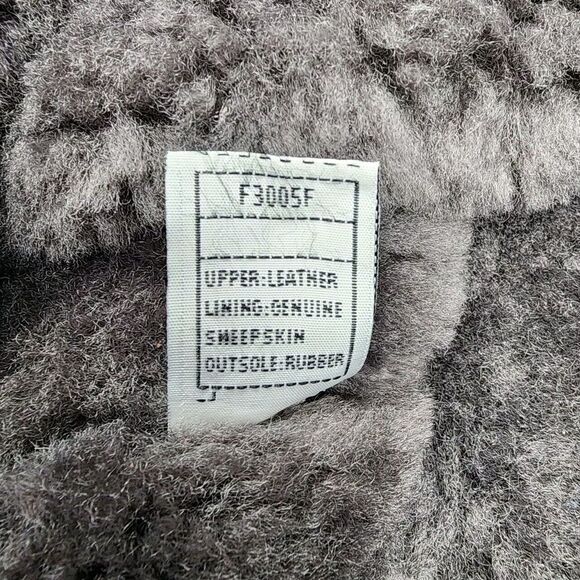 F3005F
UPPER:LEATHER
LINING:GENUINE
SHEEPSKIN
OUTSOLE:RUBBER